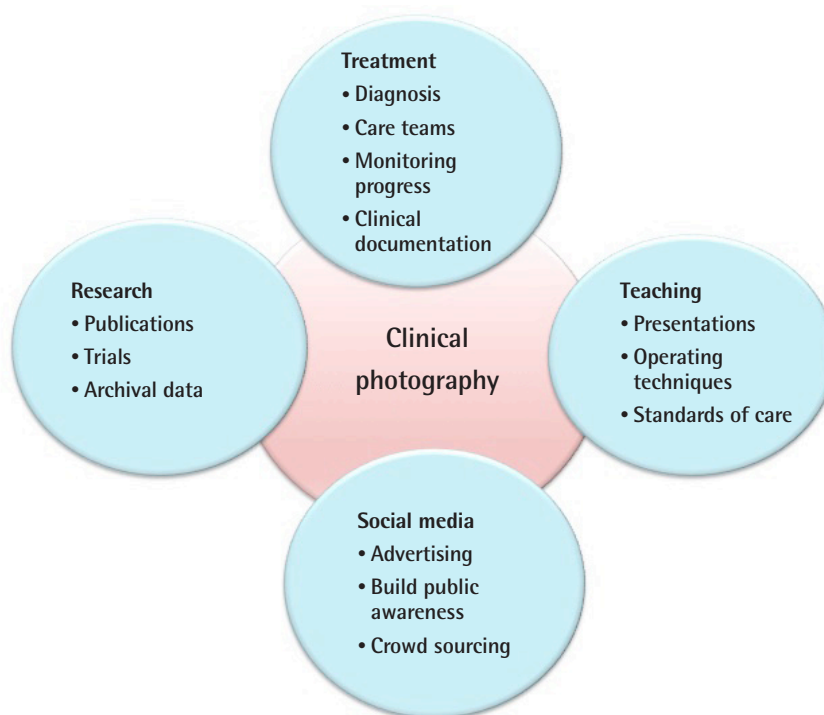 Treatment
• Diagnosis
• Care teams
• Monitoring
progress
• Clinical
documentation
Research
• Publications
• Trials
• Archival data
Clinical
photography
Teaching
• Presentations
• Operating
techniques
• Standards of care
Social media
• Advertising
• Build public
awareness
• Crowd sourcing